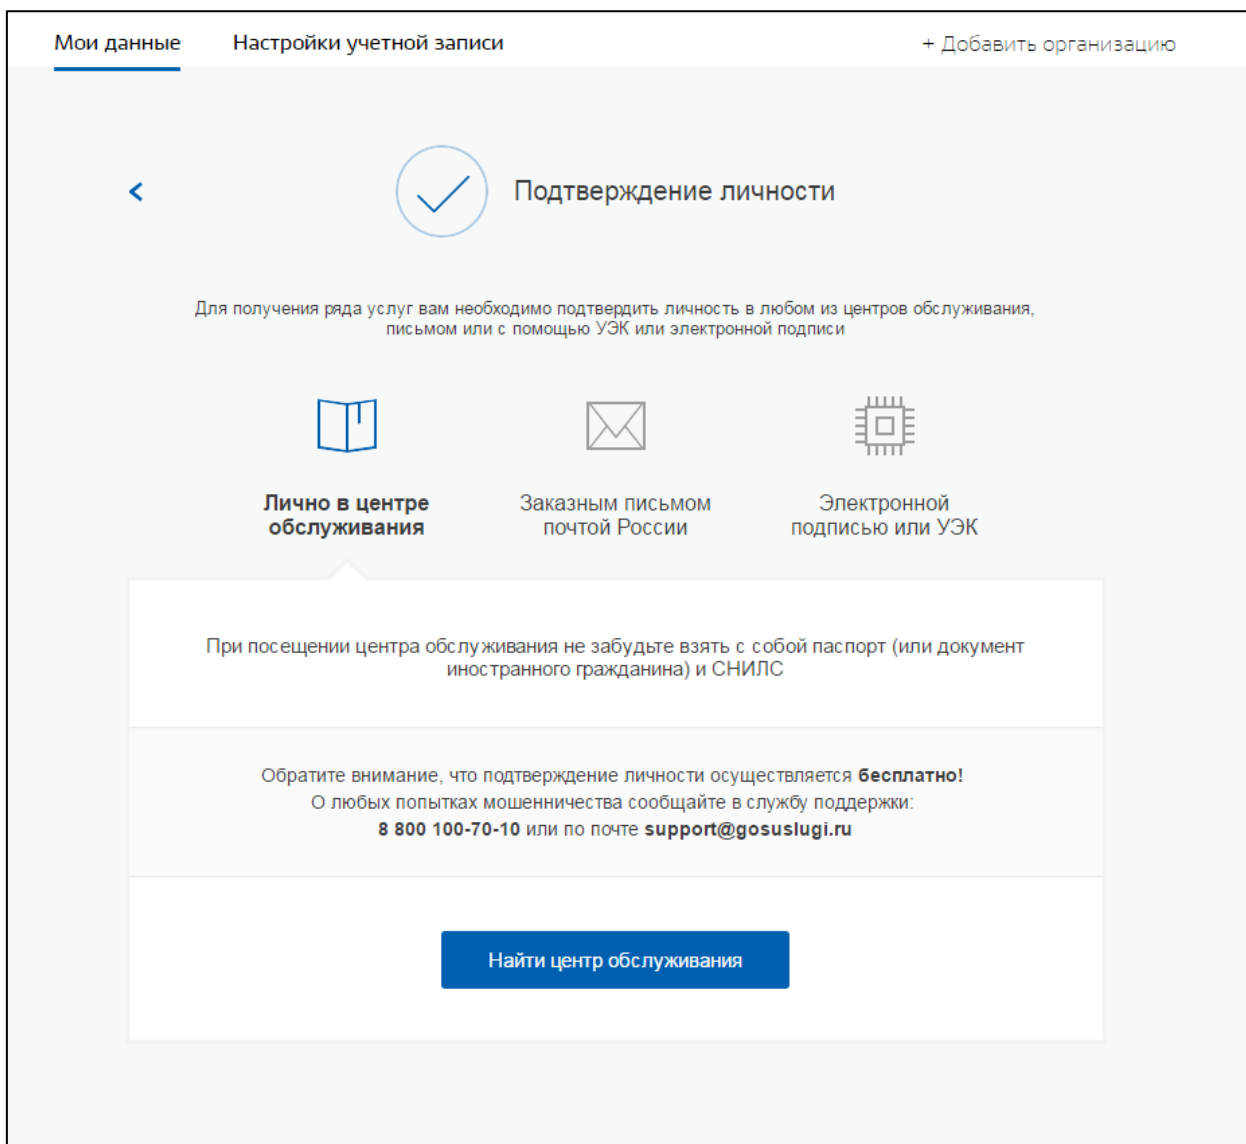 Мои данные Настройки учетной записи + Добавить организацию
Подтверждение личности
Для получения ряда услуг вам необходимо подтвердить личность в любом из центров обслуживания,
письмом или с помощью УЭК или электронной подписи
Лично в центре
обслуживания
Заказным письмом
почтой России
Электронной
подписью или УЭК
При посещении центра обслуживания не забудьте взять с собой паспорт (или документ
иностранного гражданина) и СНИЛС
Обратите внимание, что подтверждение личности осуществляется бесплатно!
О любых попытках мошенничества сообщайте в службу поддержки:
8 800 100-70-10 или по почте support@gosuslugi.ru
Найти центр обслуживания